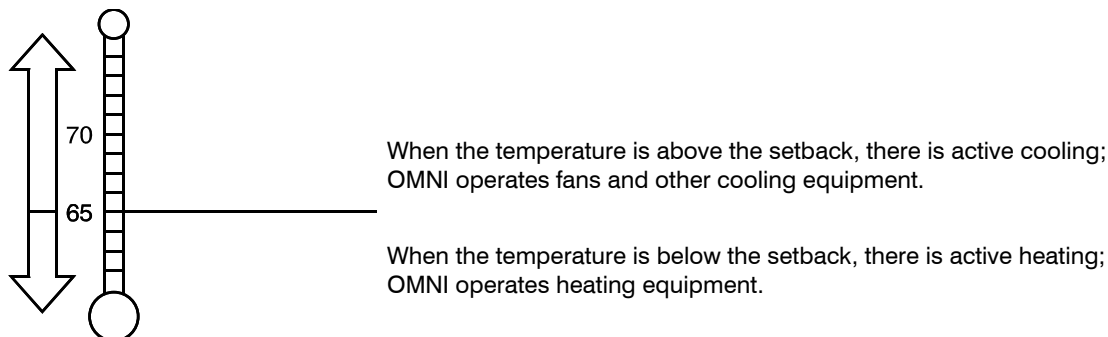 70
When the temperature is above the setback, there is active cooling;
OMNI operates fans and other cooling equipment.
65
When the temperature is below the setback, there is active heating;
OMNI operates heating equipment.